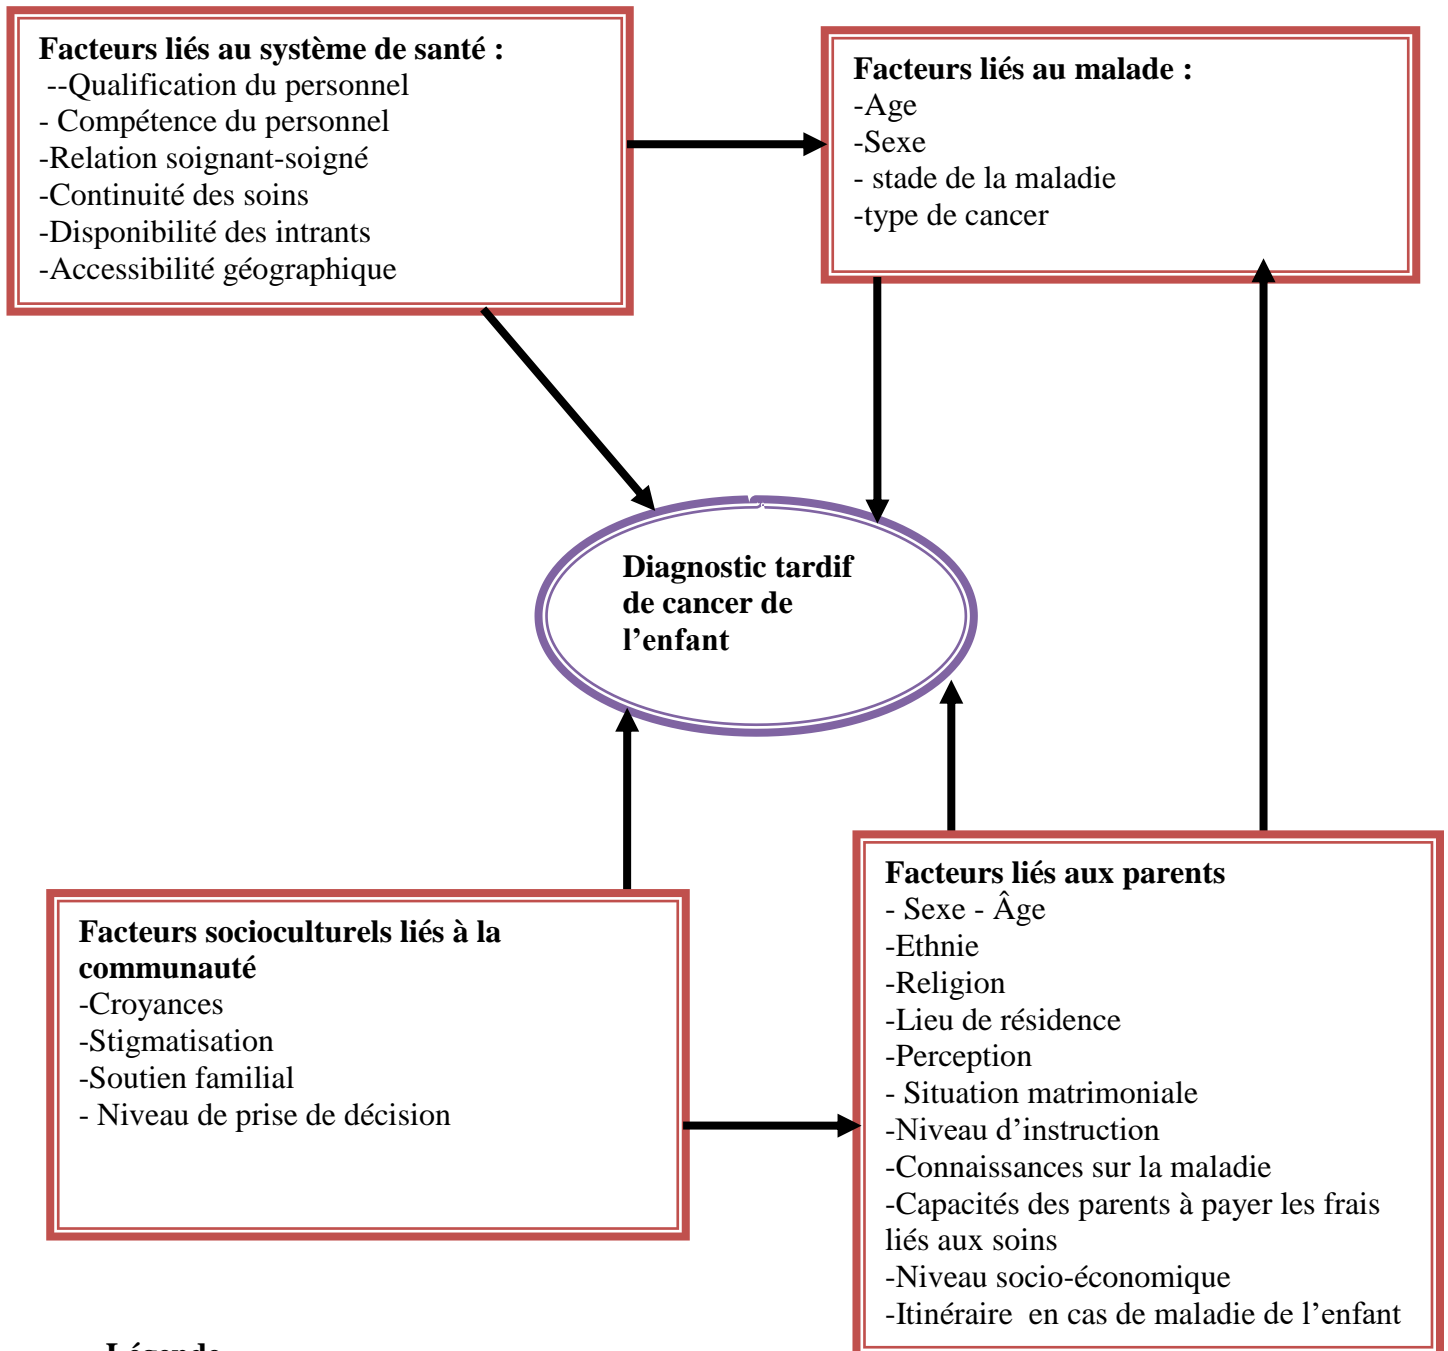 Facteurs liés au système de santé :
--Qualification du personnel
- Compétence du personnel
-Relation soignant-soigné
-Continuité des soins
-Disponibilité des intrants
-Accessibilité géographique
Facteurs liés au malade :
-Age
-Sexe
- stade de la maladie
-type de cancer
Diagnostic tardif
de cancer de
l’enfant
Facteurs socioculturels liés à la
communauté
-Croyances
-Stigmatisation
-Soutien familial
- Niveau de prise de décision
Facteurs liés aux parents
- Sexe - Âge
-Ethnie
-Religion
-Lieu de résidence
-Perception
- Situation matrimoniale
-Niveau d’instruction
-Connaissances sur la maladie
-Capacités des parents à payer les frais
liés aux soins
-Niveau socio-économique
-Itinéraire en cas de maladie de l’enfant